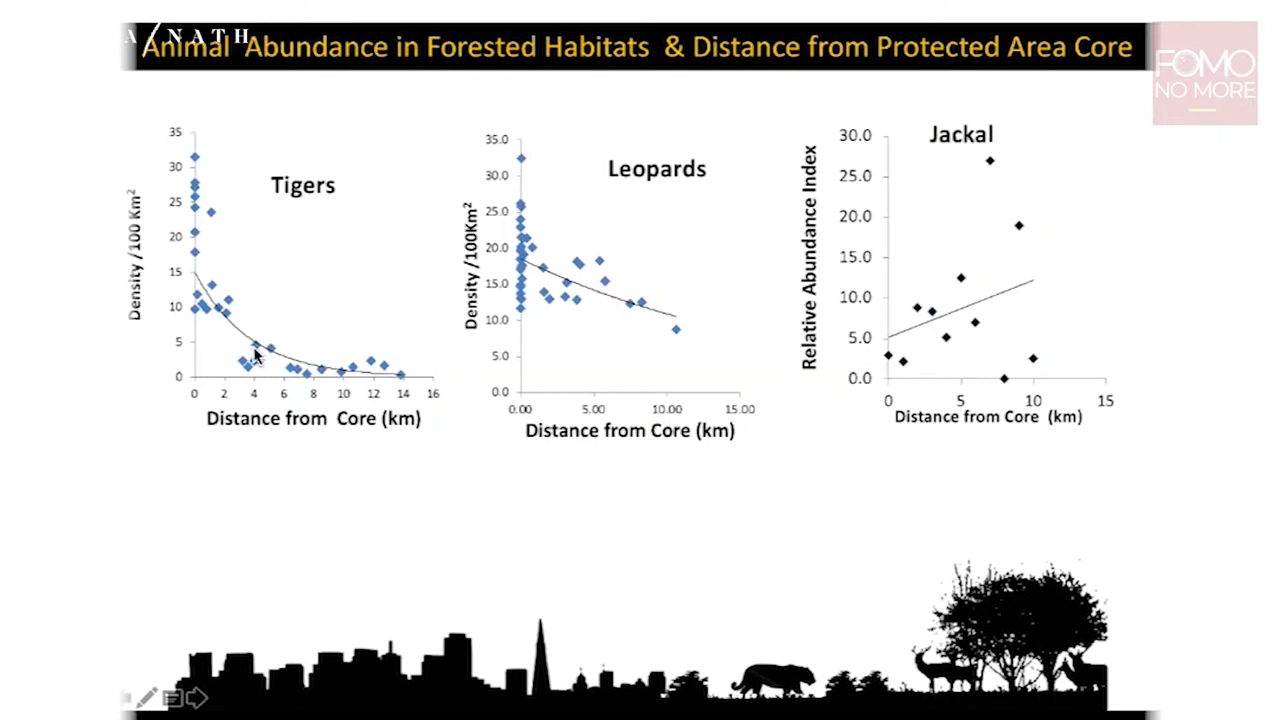 A/NATH
Animal Abundance in Forested Habitats & Distance from Protected Area Core
FOMO
NO MORE
Tigers
Density /100 Km²
35
30
25
20
15
10
5
0
0 2 4 6 8 10 12 14 16
Distance from Core (km)
Leopards
Density /100Km²
35.0
30.0
25.0
20.0
15.0
10.0
5.0
0.0
0.00 5.00 10.00 15.00
Distance from Core (km)
Jackal
Relative Abundance Index
30.0
25.0
20.0
15.0
10.0
5.0
0.0
0 5 10 15
Distance from Core (km)